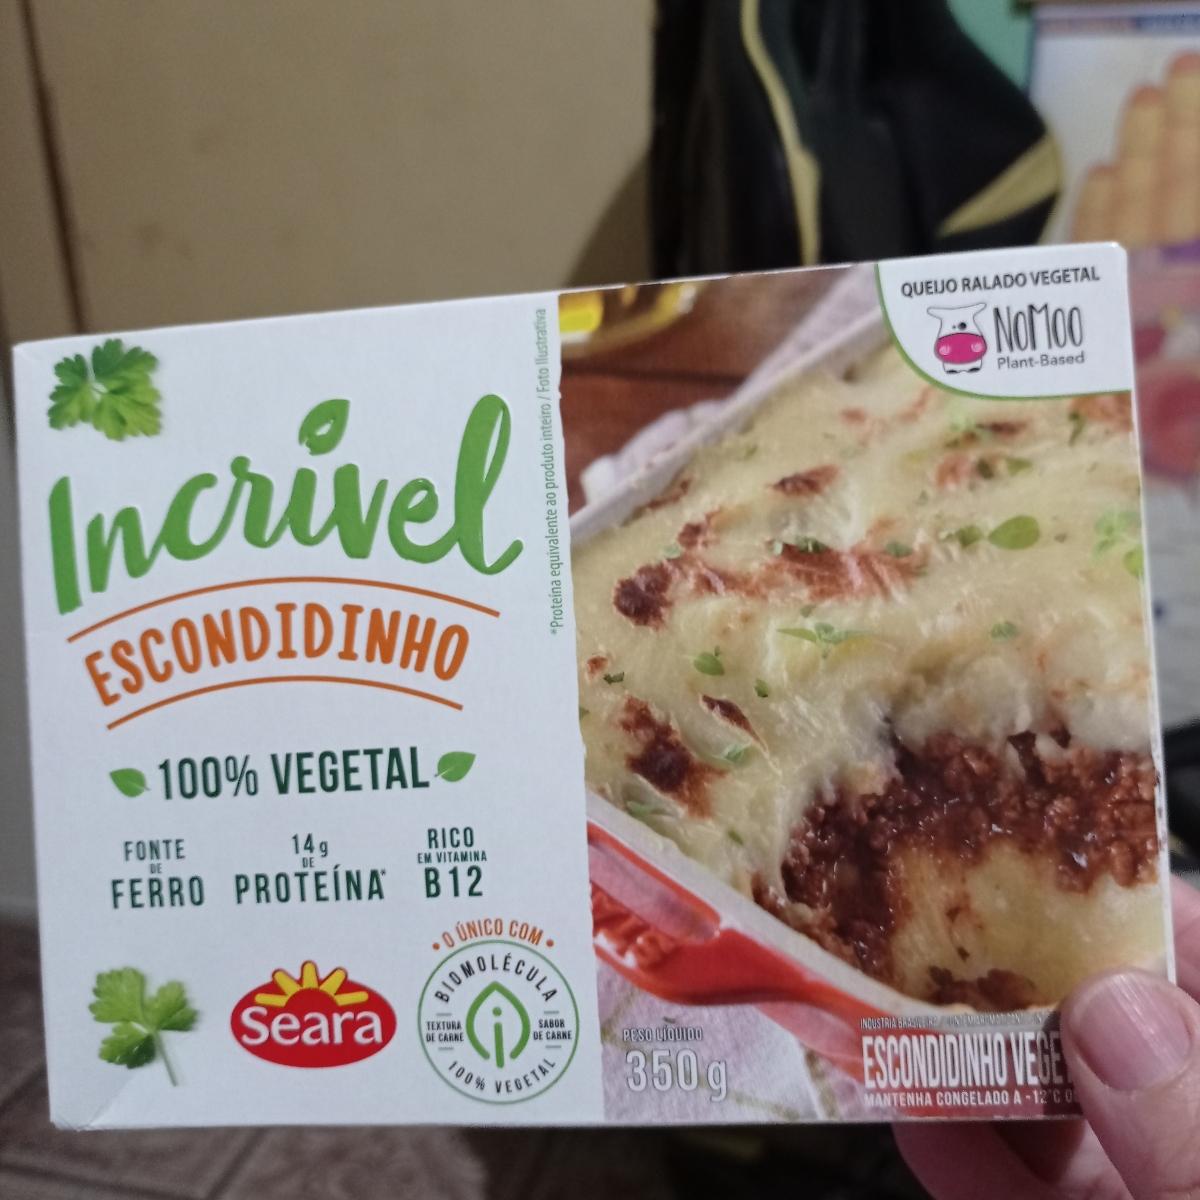 QUEIJO RALADO VEGETAL
NoMoo
Plant-Based
Incrível
ESCONDIDINHO
100% VEGETAL
FONTE
DE
FERRO
14g
DE
PROTEÍNA*
RICO
EM VITAMINA
B12
*Proteína equivalente ao produto inteiro / Foto Ilustrativa
Seara
• O ÚNICO COM •
BIOMOLÉCULA
TEXTURA
DE CARNE
SABOR
DE CARNE
100% VEGETAL
PESO LÍQUIDO
350g
INDÚSTRIA BRASILEIRA /
ESCONDIDINHO VEGE
MANTENHA CONGELADO A -12°C